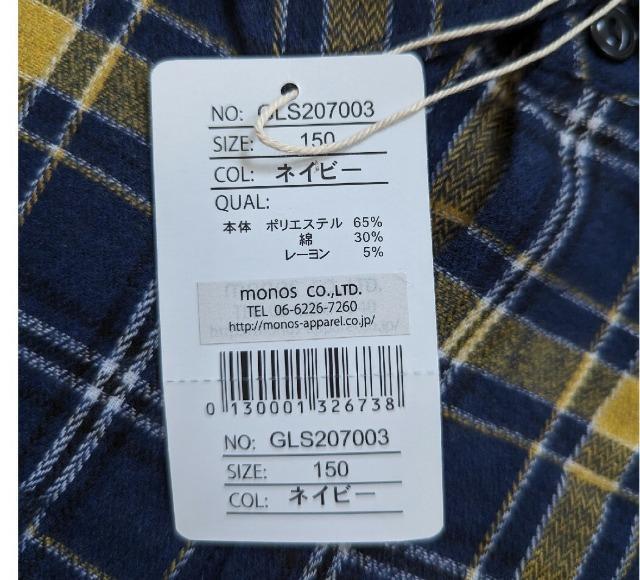 NO: GLS207003
SIZE: 150
COL: ネイビー
QUAL:
本体 ポリエステル 65%
綿 30%
レーヨン 5%
monos CO.,LTD.
TEL 06-6226-7260
http://monos-apparel.co.jp/
0 130001 326738
NO: GLS207003
SIZE: 150
COL: ネイビー